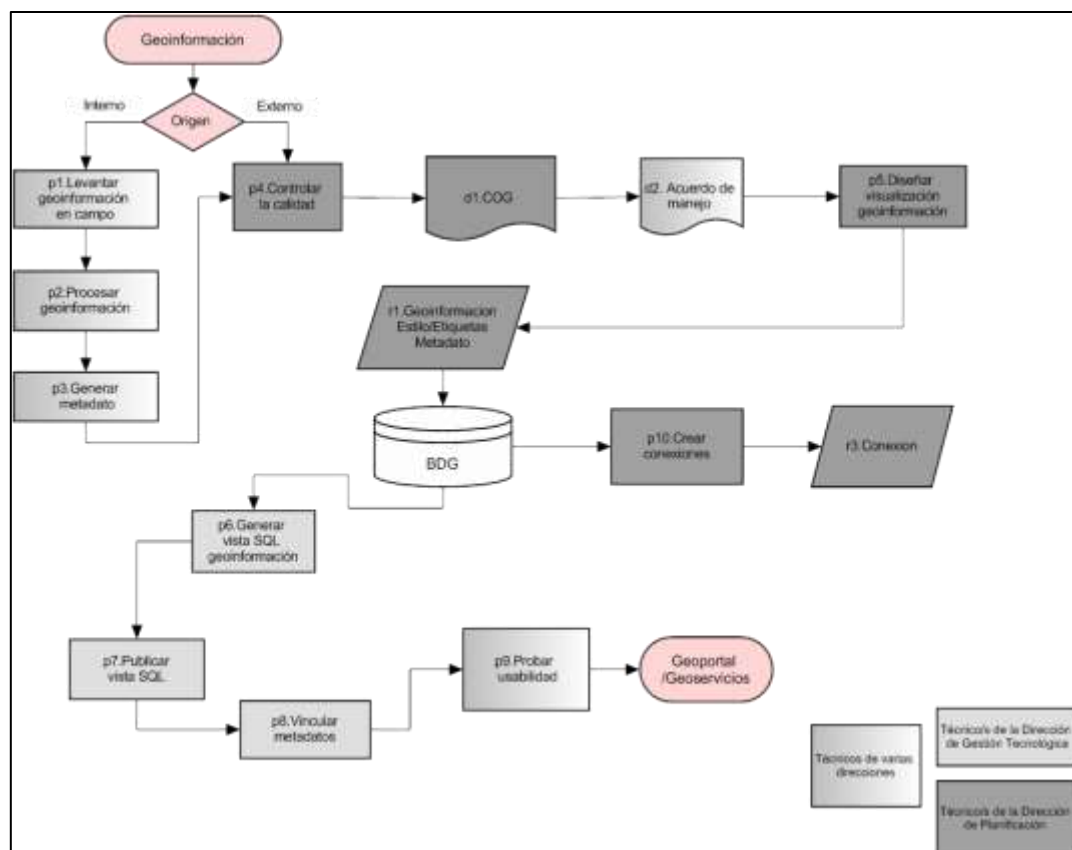 Geoinformación
Interno
Externo
Origen
p1.Levantar
geoinformación
en campo
p4.Controlar
la calidad
d1.COG
d2. Acuerdo de
manejo
p5.Diseñar
visualización
geoinformación
p2.Procesar
geoinformación
r1.Geoinformacion
Estilo/Etiquetas
Metadato
p3.Generar
metadato
BDG
p10.Crear
conexiones
r3.Conexion
p6.Generar
vista SQL
geoinformación
p7.Publicar
vista SQL
p8.Vincular
metadatos
p9.Probar
usabilidad
Geoportal
/Geoservicios
Técnicos de varias
direcciones
Técnico/s de la Dirección
de Gestión Tecnológica
Técnico/s de la Dirección
de Planificación